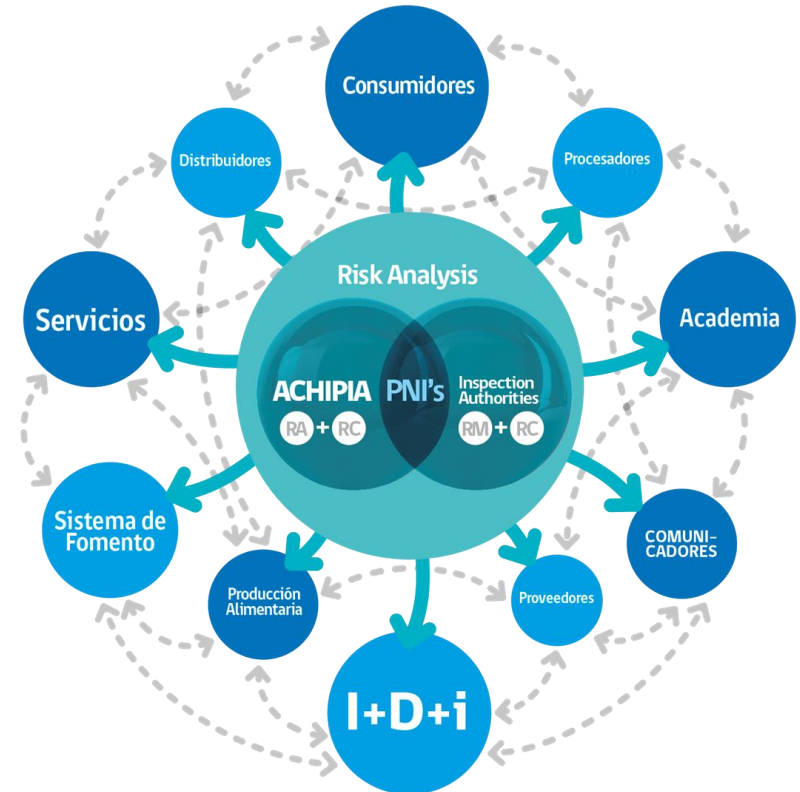 Consumidores
Distribuidores
Procesadores
Risk Analysis
Servicios
Academia
ACHIPIA
RA + RC
PNI's
Inspection
Authorities
RM + RC
Sistema de
Fomento
COMUNI-
CADORES
Producción
Alimentaria
Proveedores
I+D+i